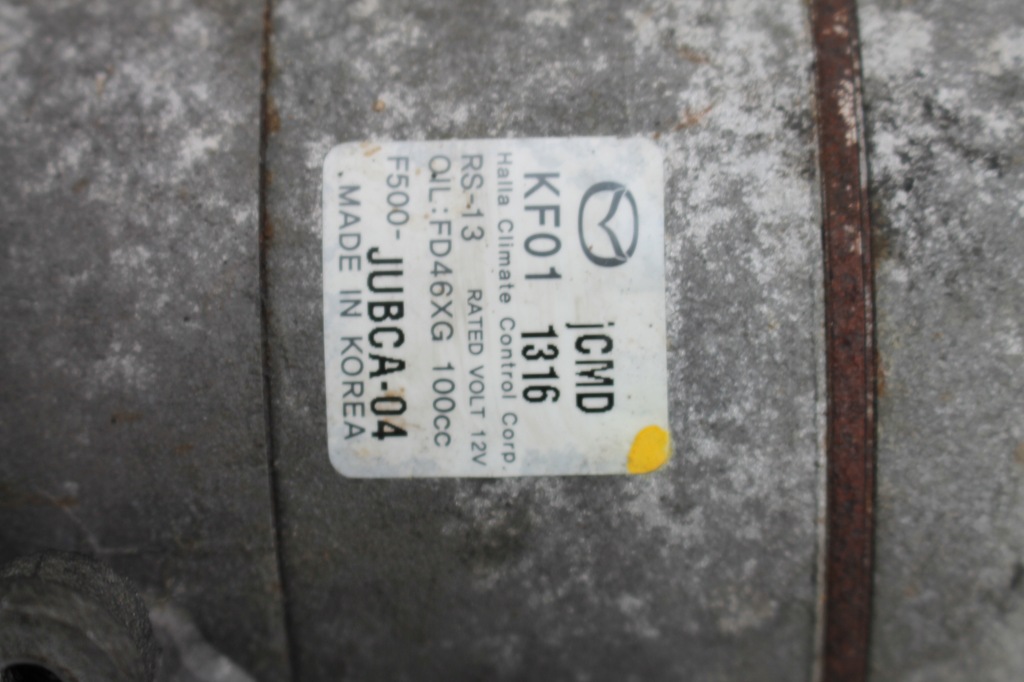 jCMD
KF01 1316
Halla Climate Control Corp.
RS-13 RATED VOLT 12V
OIL:FD46XG 100cc
F500-JUBCA-04
MADE IN KOREA